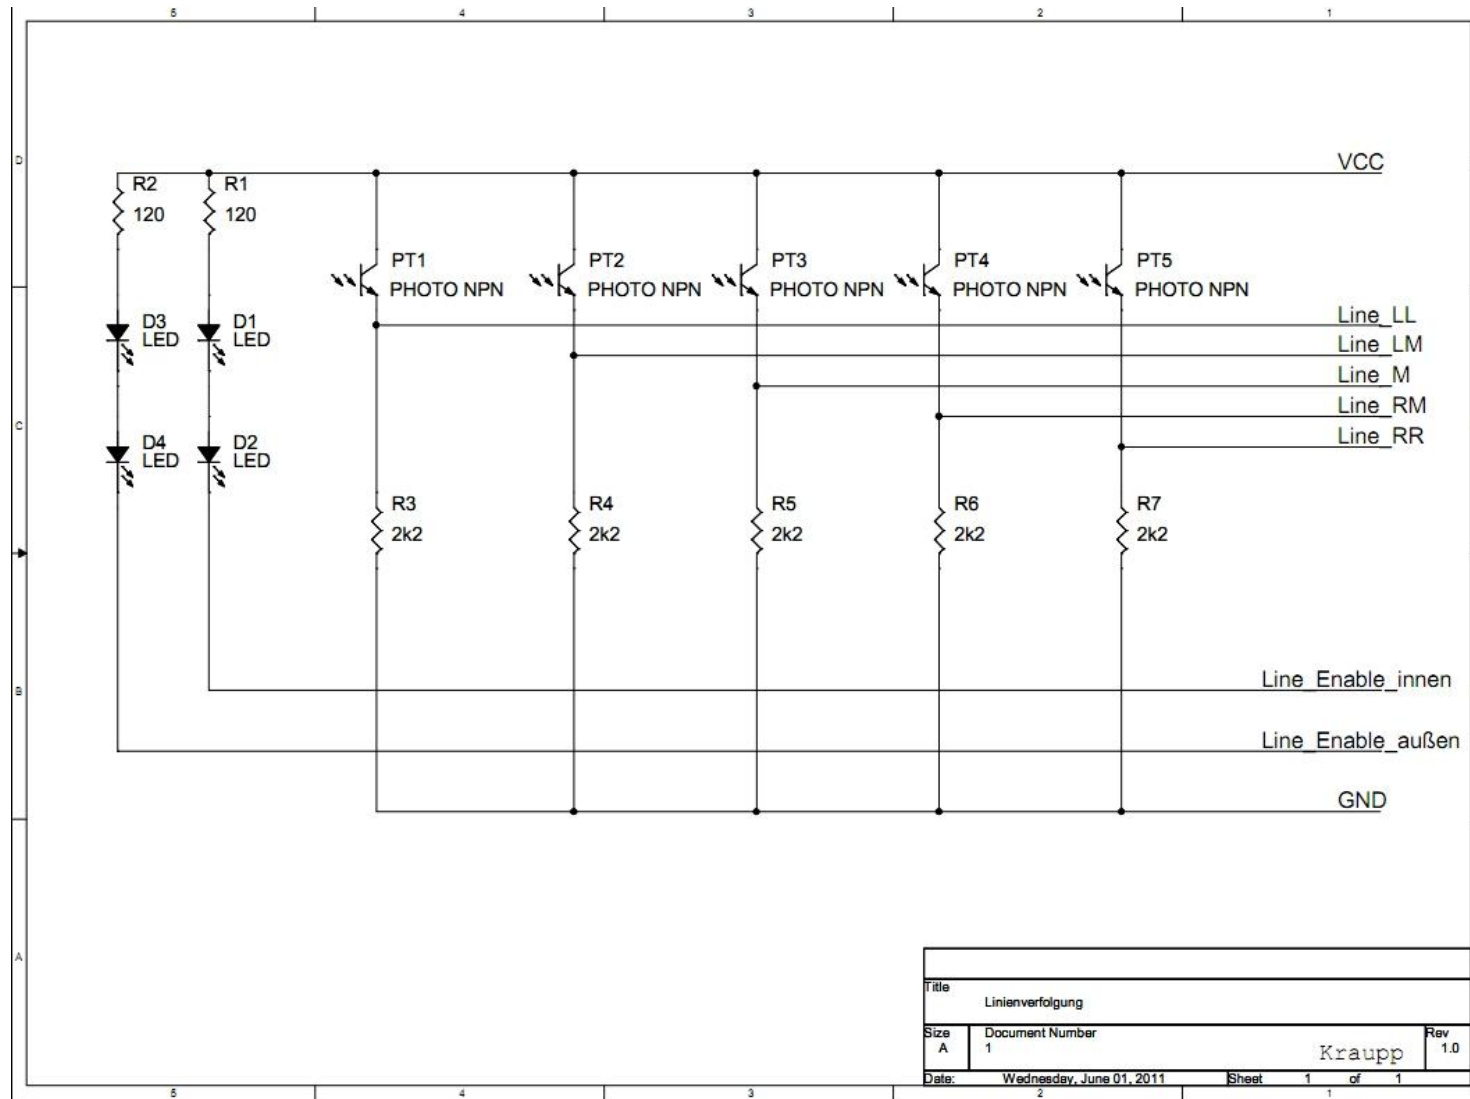 5 4 3 2 1
D
C
B
A
VCC
R2
120
R1
120
PT1
PHOTO NPN
PT2
PHOTO NPN
PT3
PHOTO NPN
PT4
PHOTO NPN
PT5
PHOTO NPN
Line_LL
Line_LM
Line_M
Line_RM
Line_RR
D3
LED
D1
LED
D4
LED
D2
LED
R3
2k2
R4
2k2
R5
2k2
R6
2k2
R7
2k2
Line_Enable_innen
Line_Enable_außen
GND
Title
Linienverfolgung
Size
A
Document Number
1
Kraupp
Rev
1.0
Date: Wednesday, June 01, 2011 Sheet 1 of 1
5 4 3 2 1